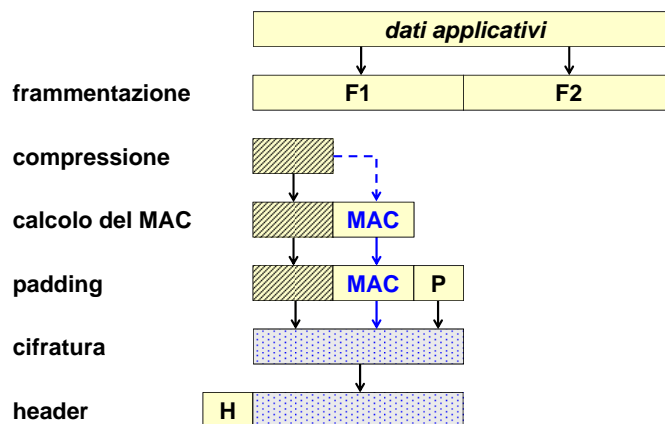 dati applicativi
frammentazione F1 F2
compressione
calcolo del MAC MAC
padding MAC P
cifratura
header H